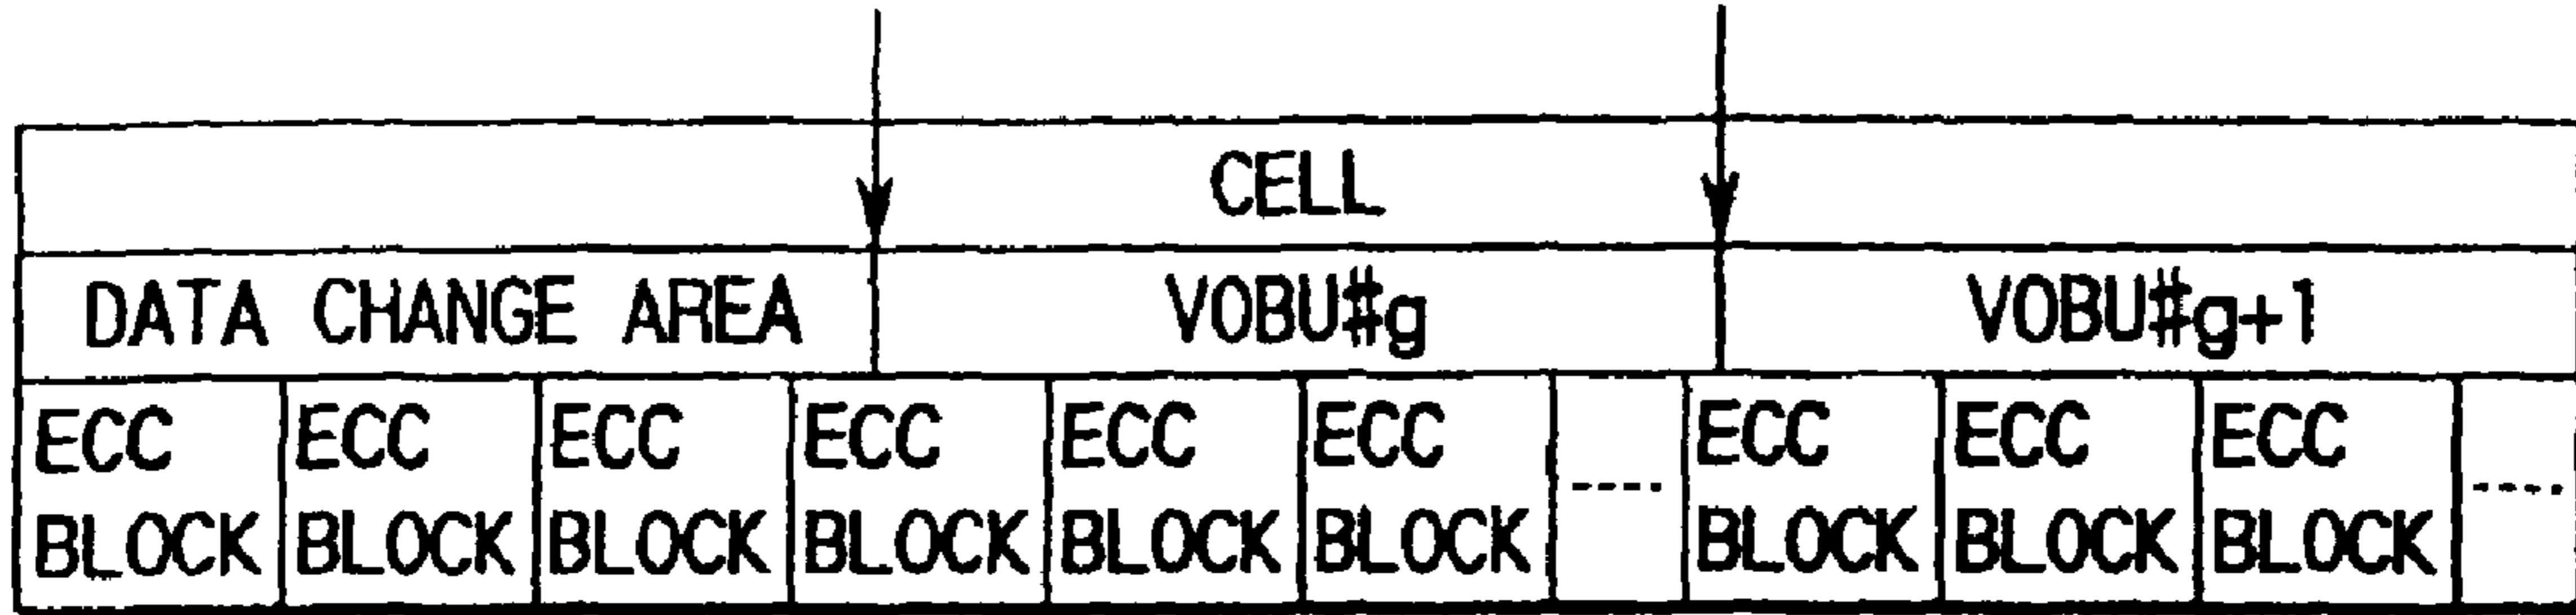 CELL
DATA CHANGE AREA VOBU#g VOBU#g+1
ECC ECC ECC ECC ECC ECC ECC ECC ECC
BLOCK BLOCK BLOCK BLOCK BLOCK BLOCK ---- BLOCK BLOCK BLOCK ----